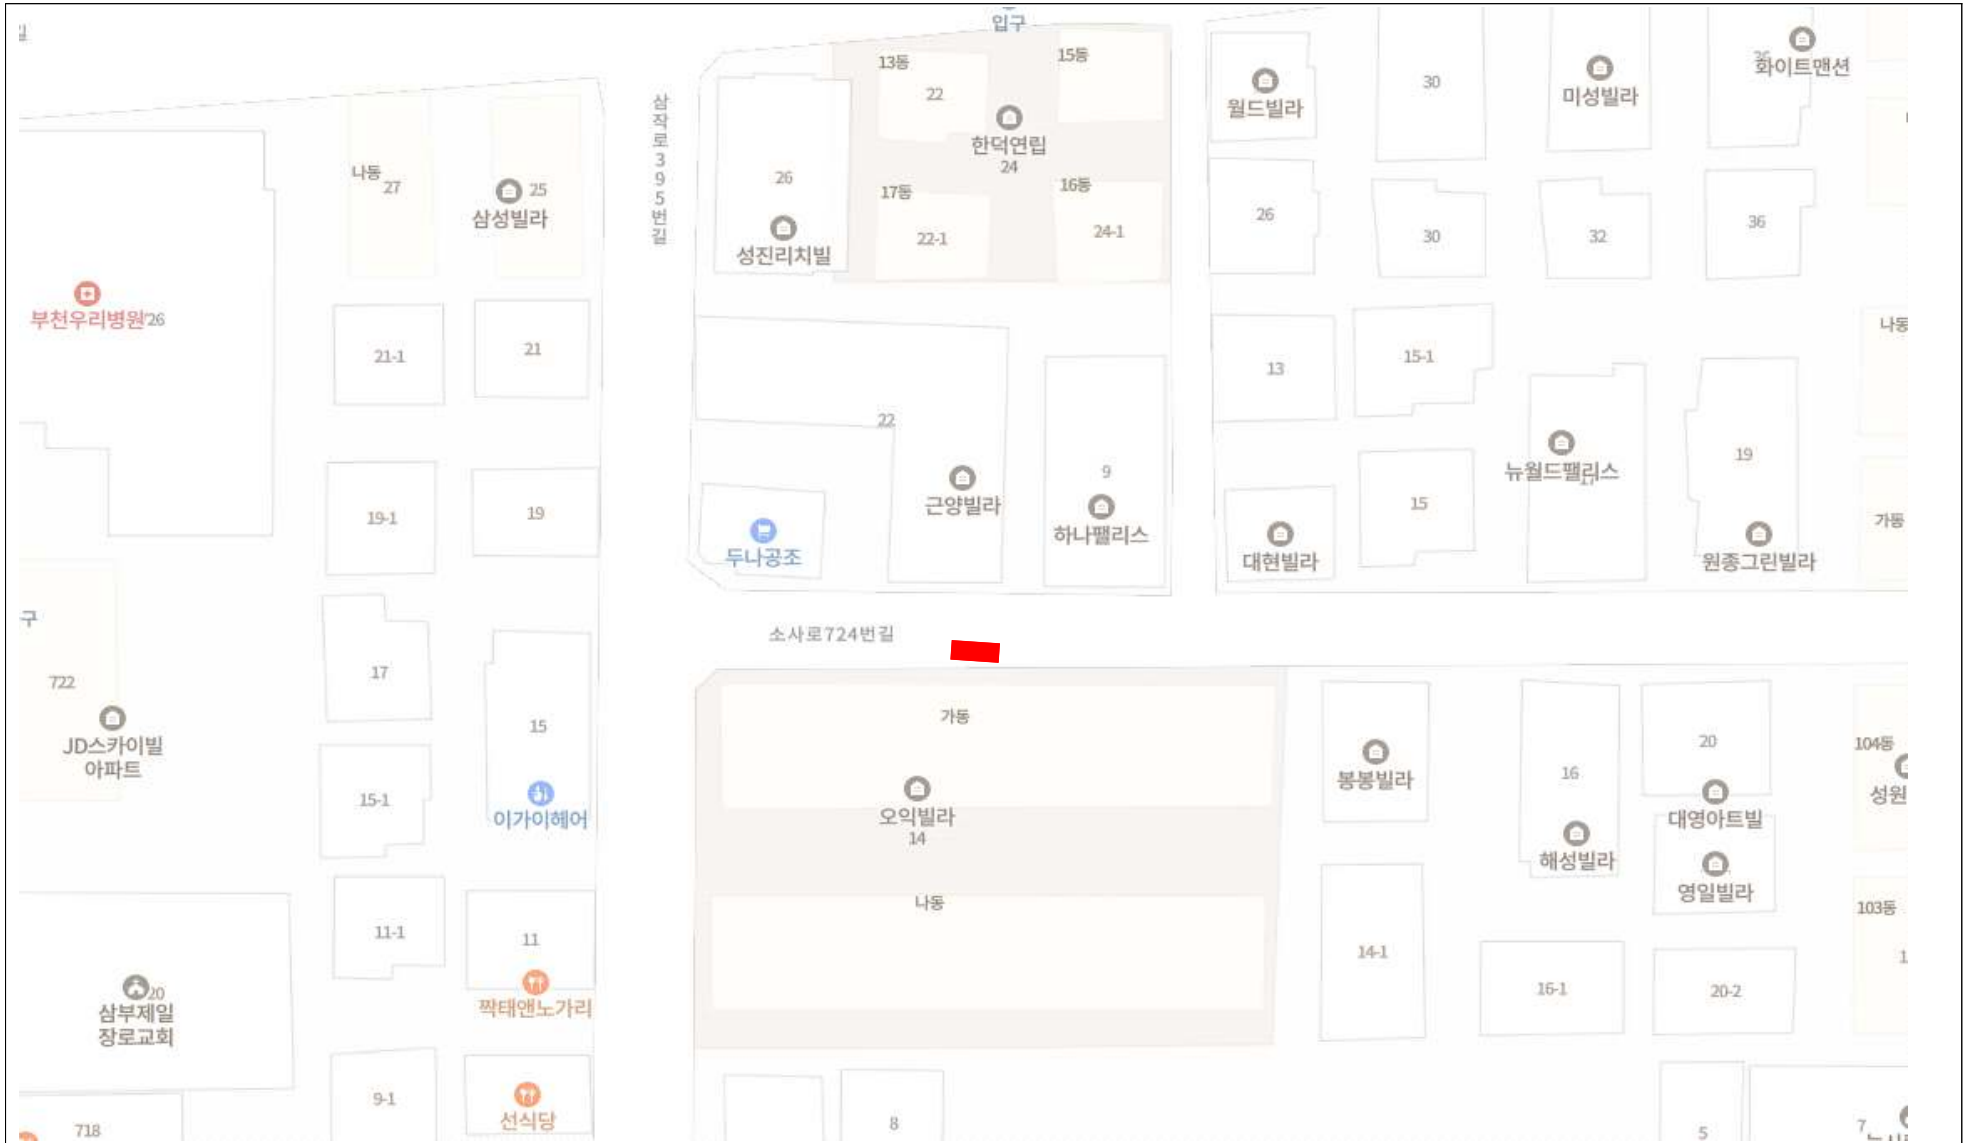 입구
13동
15동
22
한덕연립
24
17동
16동
22-1
24-1
26
성진리치빌
삼작로395번길
나동
27
25
삼성빌라
부천우리병원
26
21-1
21
19-1
19
17
15
이가이헤어
15-1
722
JD스카이빌
아파트
11-1
11
짝태앤노가리
20
삼부제일
장로교회
9-1
선식당
718
22
근양빌라
9
하나팰리스
두나공조
소사로724번길
가동
오익빌라
14
나동
8
월드빌라
30
미성빌라
화이트맨션
26
30
32
36
13
15-1
뉴월드팰리스
19
원종그린빌라
15
대현빌라
나동
가동
봉봉빌라
16
해성빌라
20
대영아트빌
영일빌라
104동
성원
103동
14-1
16-1
20-2
5
7